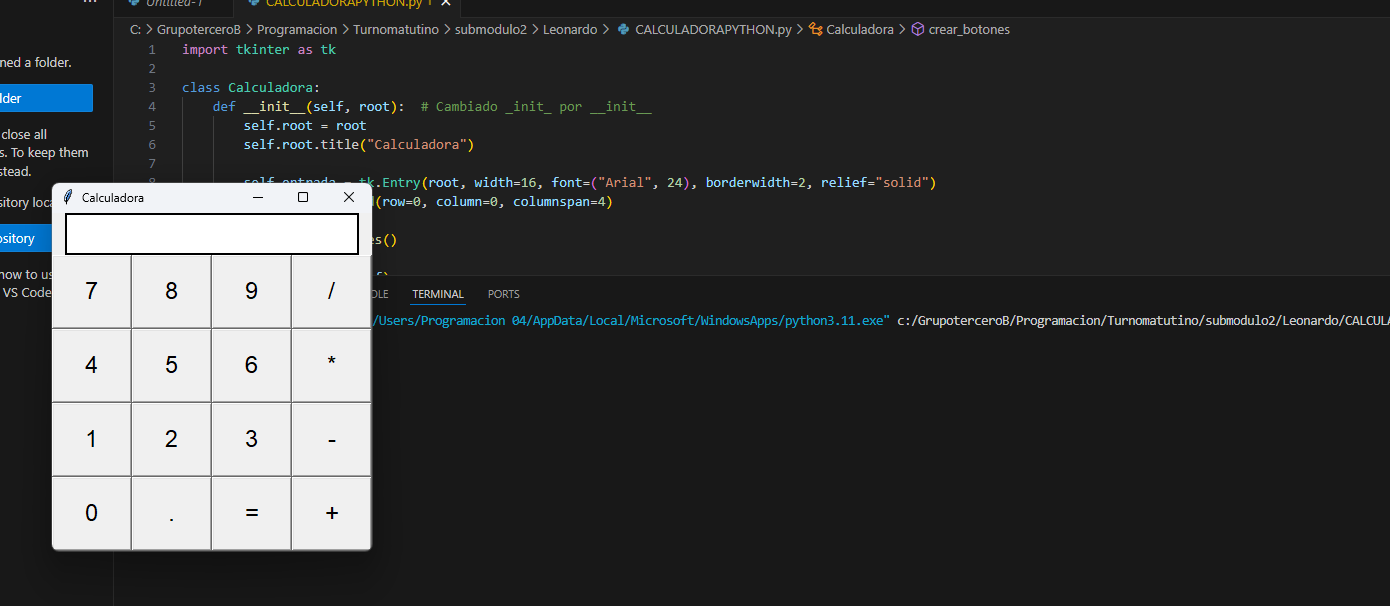 Untitled-1 CALCULADORAPYTHON.py 1
C: > GrupoterceroB > Programacion > Turnomatutino > submodulo2 > Leonardo > CALCULADORAPYTHON.py > Calculadora > crear_botones
ned a folder.
lder
close all
s. To keep them
stead.
sitory loca
ository
how to us
VS Code
1 import tkinter as tk
2
3 class Calculadora:
4 def __init__(self, root):  # Cambiado _init_ por __init__
5 self.root = root
6 self.root.title("Calculadora")
7
8 self.entrada = tk.Entry(root, width=16, font=("Arial", 24), borderwidth=2, relief="solid")
(row=0, column=0, columnspan=4)
es()
OLE TERMINAL PORTS
/Users/Programacion 04/AppData/Local/Microsoft/WindowsApps/python3.11.exe" c:/GrupoterceroB/Programacion/Turnomatutino/submodulo2/Leonardo/CALCULA
Calculadora
7 8 9 /
4 5 6 *
1 2 3 -
0 . = +